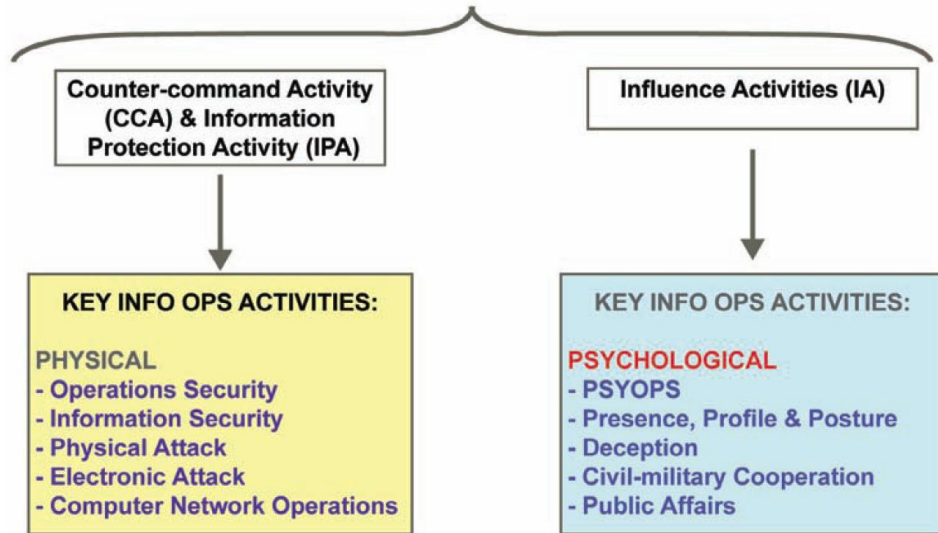 Counter-command Activity
(CCA) & Information
Protection Activity (IPA)
Influence Activities (IA)
KEY INFO OPS ACTIVITIES:
PHYSICAL
- Operations Security
- Information Security
- Physical Attack
- Electronic Attack
- Computer Network Operations
KEY INFO OPS ACTIVITIES:
PSYCHOLOGICAL
- PSYOPS
- Presence, Profile & Posture
- Deception
- Civil-military Cooperation
- Public Affairs